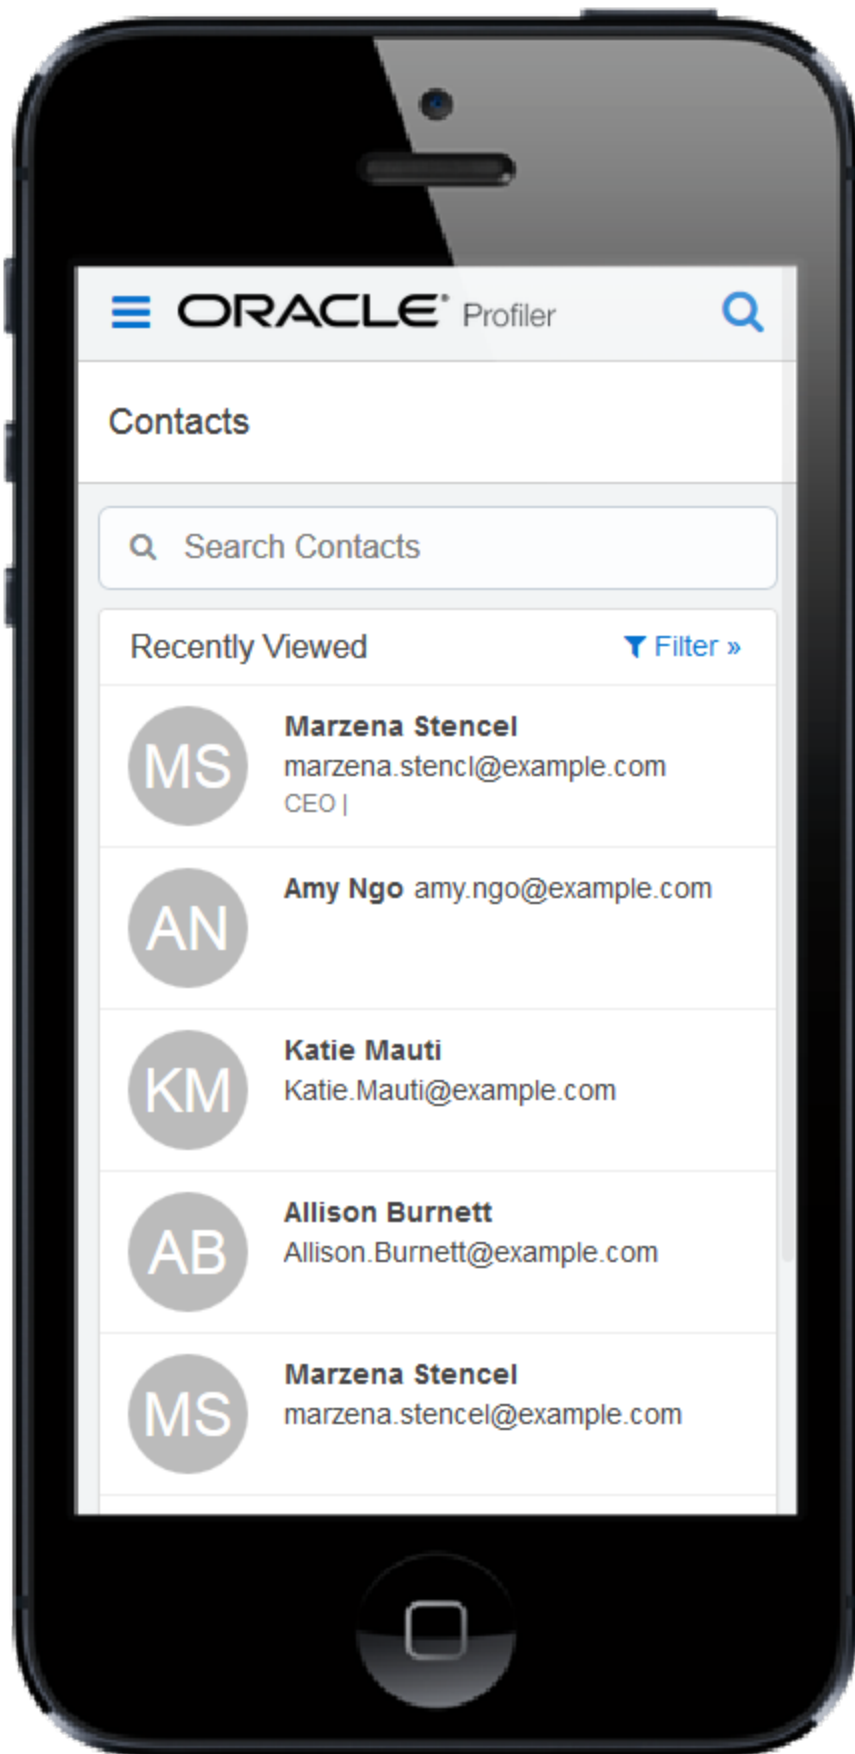 ORACLE® Profiler
Contacts
Search Contacts
Recently Viewed Filter »
MS
Marzena Stencel
marzena.stencl@example.com
CEO |
AN
Amy Ngo amy.ngo@example.com
KM
Katie Mauti
Katie.Mauti@example.com
AB
Allison Burnett
Allison.Burnett@example.com
MS
Marzena Stencel
marzena.stencel@example.com